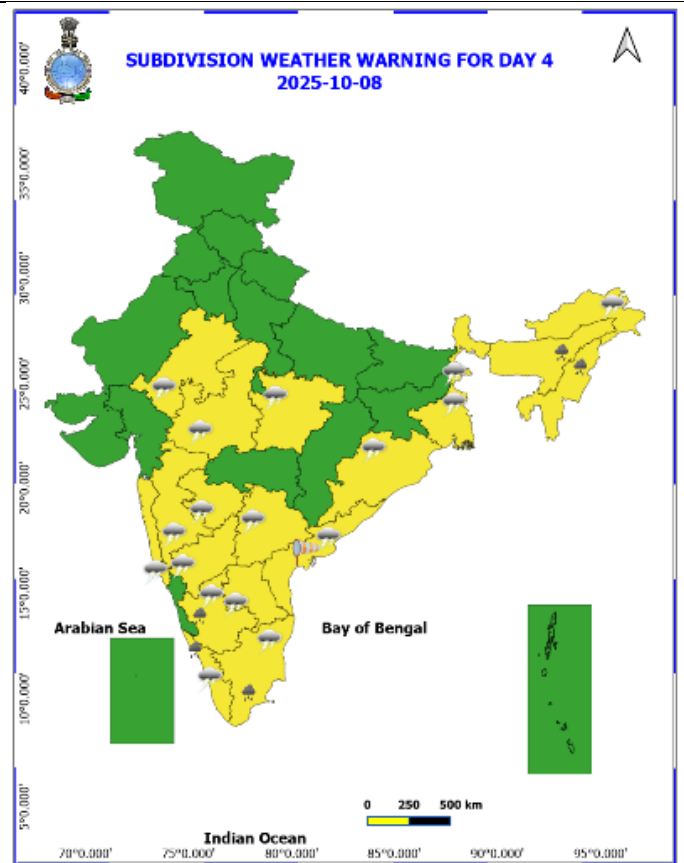 SUBDIVISION WEATHER WARNING FOR DAY 4
2025-10-08
40°0.000'
35°0.000'
30°0.000'
25°0.000'
20°0.000'
15°0.000'
10°0.000'
5°0.000'
Arabian Sea
Bay of Bengal
0 250 500 km
Indian Ocean
70°0.000' 75°0.000' 80°0.000' 85°0.000' 90°0.000' 95°0.000'